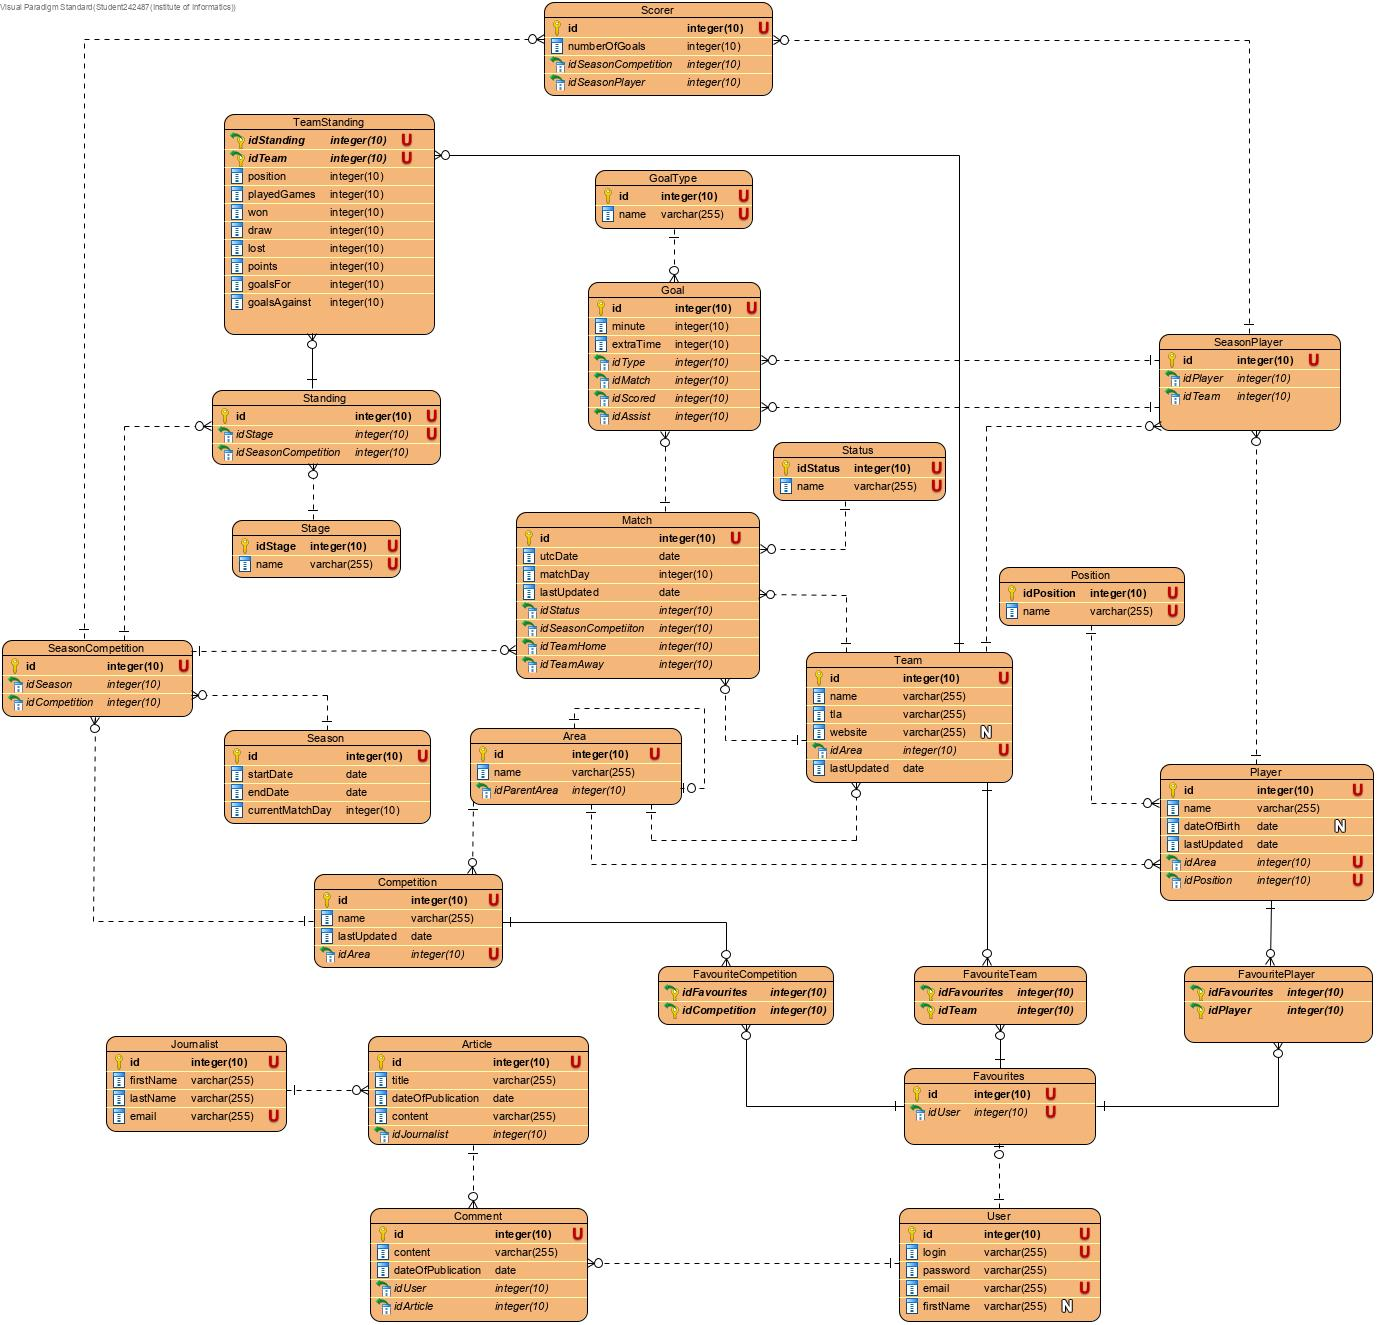 Visual Paradigm Standard(Student242487(Institute of Informatics))
Scorer
id integer(10) U
numberOfGoals integer(10)
idSeasonCompetition integer(10)
idSeasonPlayer integer(10)
TeamStanding
idStanding integer(10) U
idTeam integer(10) U
position integer(10)
playedGames integer(10)
won integer(10)
draw integer(10)
lost integer(10)
points integer(10)
goalsFor integer(10)
goalsAgainst integer(10)
GoalType
id integer(10) U
name varchar(255) U
Goal
id integer(10) U
minute integer(10)
extraTime integer(10)
idType integer(10)
idMatch integer(10)
idScored integer(10)
idAssist integer(10)
SeasonPlayer
id integer(10) U
idPlayer integer(10)
idTeam integer(10)
Standing
id integer(10) U
idStage integer(10) U
idSeasonCompetition integer(10)
Status
idStatus integer(10) U
name varchar(255) U
Stage
idStage integer(10) U
name varchar(255) U
Match
id integer(10) U
utcDate date
matchDay integer(10)
lastUpdated date
idStatus integer(10)
idSeasonCompetiiton integer(10)
idTeamHome integer(10)
idTeamAway integer(10)
Position
idPosition integer(10) U
name varchar(255) U
SeasonCompetition
id integer(10) U
idSeason integer(10)
idCompetition integer(10)
Team
id integer(10) U
name varchar(255)
tla varchar(255)
website varchar(255) N
idArea integer(10) U
lastUpdated date
Season
id integer(10) U
startDate date
endDate date
currentMatchDay integer(10)
Area
id integer(10) U
name varchar(255)
idParentArea integer(10)
Player
id integer(10) U
name varchar(255)
dateOfBirth date N
lastUpdated date
idArea integer(10) U
idPosition integer(10) U
Competition
id integer(10) U
name varchar(255)
lastUpdated date
idArea integer(10) U
FavouriteCompetition
idFavourites integer(10)
idCompetition integer(10)
FavouriteTeam
idFavourites integer(10)
idTeam integer(10)
FavouritePlayer
idFavourites integer(10)
idPlayer integer(10)
Journalist
id integer(10) U
firstName varchar(255)
lastName varchar(255)
email varchar(255) U
Article
id integer(10) U
title varchar(255)
dateOfPublication date
content varchar(255)
idJournalist integer(10)
Favourites
id integer(10) U
idUser integer(10) U
Comment
id integer(10) U
content varchar(255)
dateOfPublication date
idUser integer(10)
idArticle integer(10)
User
id integer(10) U
login varchar(255) U
password varchar(255)
email varchar(255) U
firstName varchar(255) N